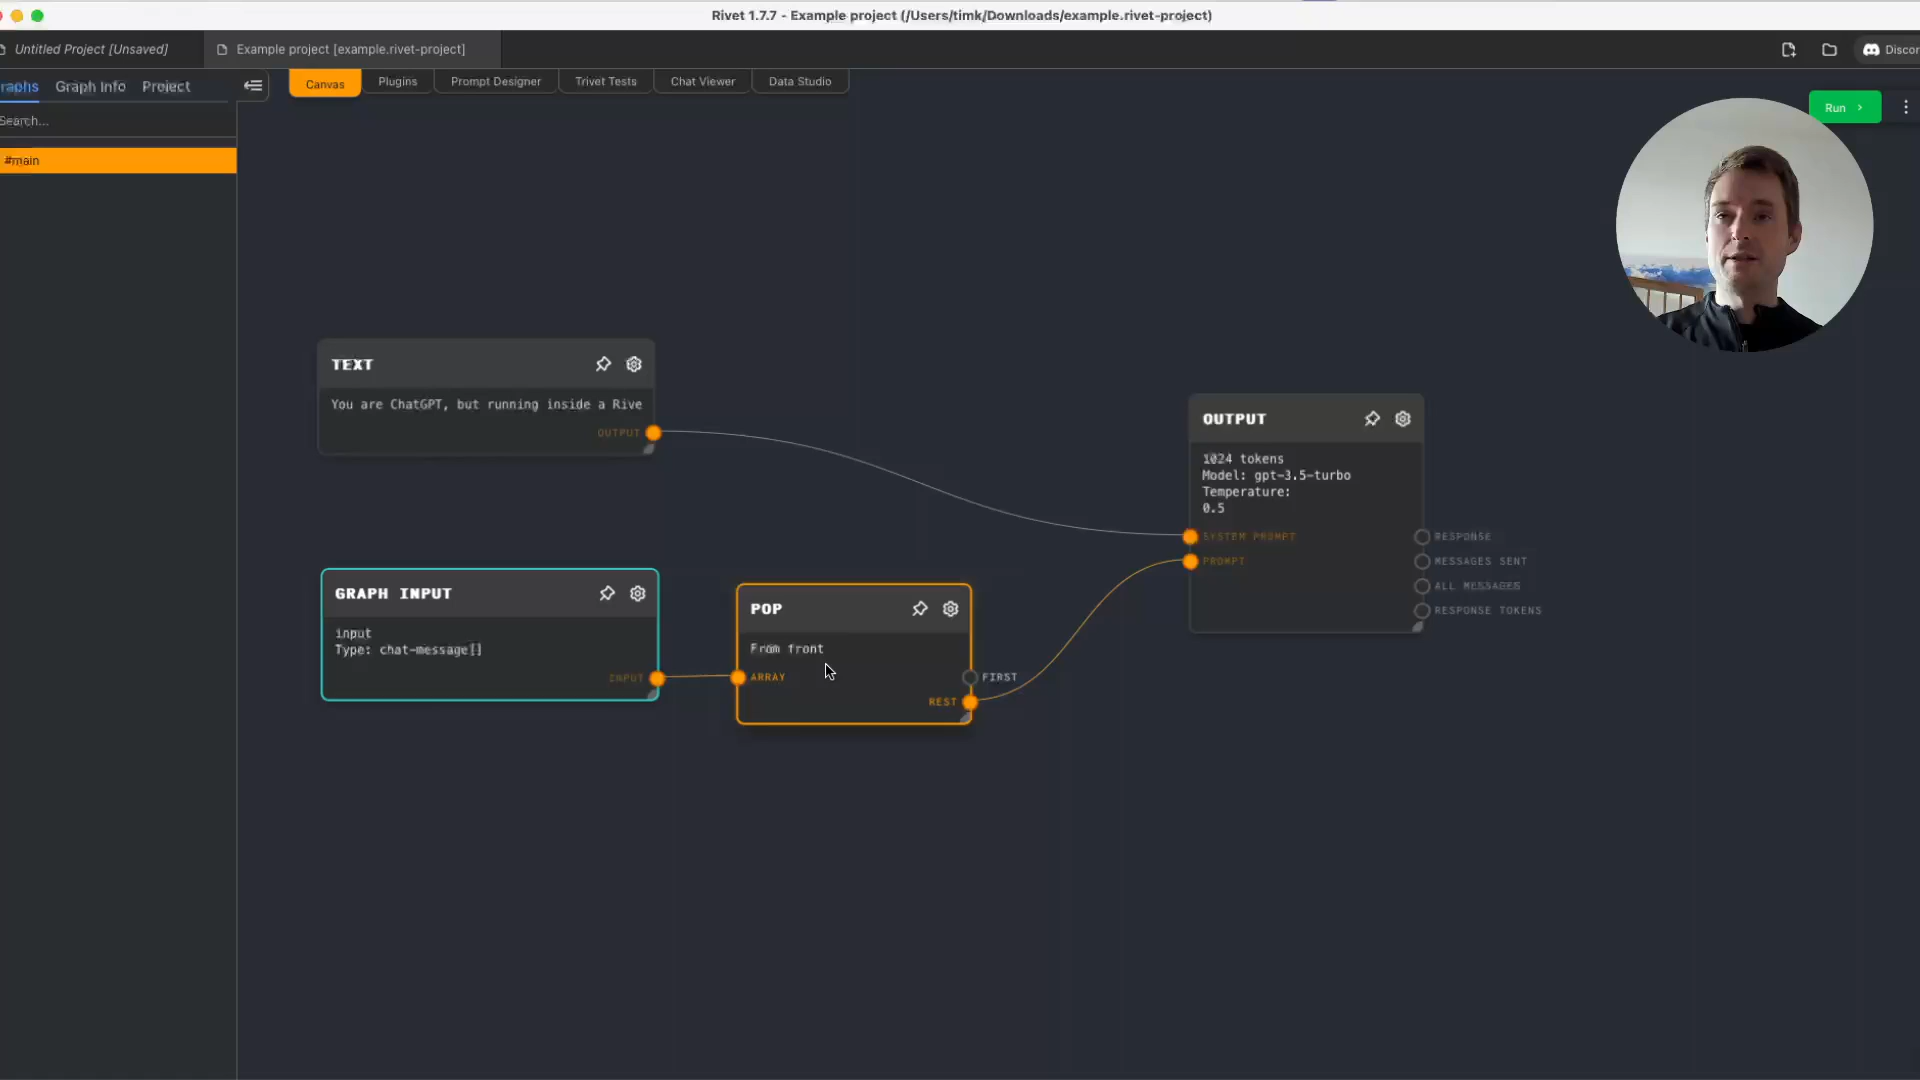 Rivet 1.7.7 - Example project (/Users/timk/Downloads/example.rivet-project)
Untitled Project [Unsaved]
Example project [example.rivet-project]
Discor
raphs
Graph Info
Project
Canvas
Plugins
Prompt Designer
Trivet Tests
Chat Viewer
Data Studio
Run
Search...
#main
TEXT
You are ChatGPT, but running inside a Rive
OUTPUT
OUTPUT
1024 tokens
Model: gpt-3.5-turbo
Temperature:
0.5
SYSTEM PROMPT
RESPONSE
PROMPT
MESSAGES SENT
ALL MESSAGES
RESPONSE TOKENS
GRAPH INPUT
input
Type: chat-message[]
INPUT
POP
From front
ARRAY
FIRST
REST